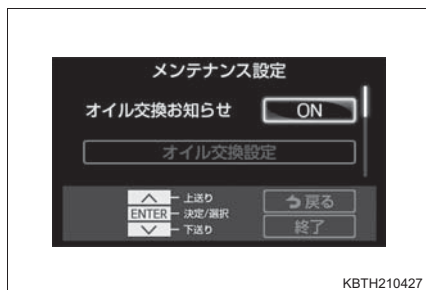 メンテナンス設定
オイル交換お知らせ ON
オイル交換設定
上送り
ENTER 決定/選択
下送り
戻る
終了
KBTH210427